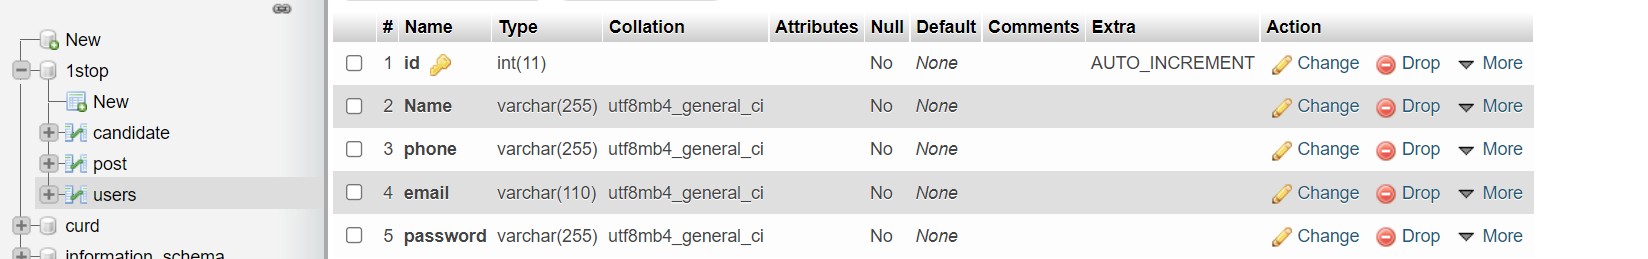 New
1stop
New
candidate
post
users
curd
information_schema
# Name Type Collation Attributes Null Default Comments Extra Action
1 id int(11) No None AUTO_INCREMENT Change Drop More
2 Name varchar(255) utf8mb4_general_ci No None Change Drop More
3 phone varchar(255) utf8mb4_general_ci No None Change Drop More
4 email varchar(110) utf8mb4_general_ci No None Change Drop More
5 password varchar(255) utf8mb4_general_ci No None Change Drop More